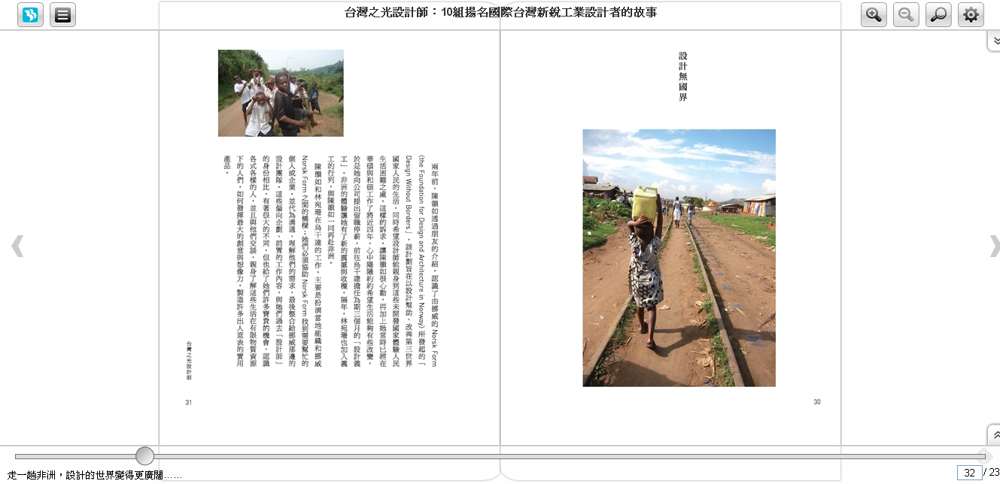 台灣之光設計師：10組揚名國際台灣新銳工業設計者的故事
設計無國界
30
兩年前，陳韻如透過朋友的介紹，認識了由挪威的 Norsk Form
(the Foundation for Design and Architecture in Norway) 所發起的「
Design Without Borders」，該計劃旨在以設計幫助、改善第三世界
國家人民的生活，同時希望設計師能親身到這些未開發國家體驗人民
生活困難之處。這樣的訴求，讓陳韻如很心動，再加上她當時已經在
華碩與和碩工作了將近四年，心中隱隱約約希望生活能夠有些改變，
於是她向公司提出留職停薪，前往烏干達擔任為期三個月的「設計義
工」。非洲的體驗讓她有了新的震撼與收穫，隔年，林宛珊也加入義
工的行列，與陳韻如一同再赴非洲。
陳韻如和林宛珊在烏干達的工作，主要是扮演當地組織和挪威
Norsk Form 之間的橋樑，她們必須協助 Norsk Form 找到需要幫忙的
個人或企業，並代為溝通、理解他們的需求，最後整合給挪威那邊的
設計團隊。這些偏向企劃、前置的工作內容，與她們過去「設計師」
的身份相比，有著很大的不同，但也給了她們許多寶貴的機會，認識
各式各樣的人，並且與他們交談，親身了解這些生活在有限物質資源
下的人們，如何發揮最大的創意與想像力，製造許多出人意表的實用
產品。
台灣之光設計師
31
走一趟非洲，設計的世界變得更廣闊……
32 / 23